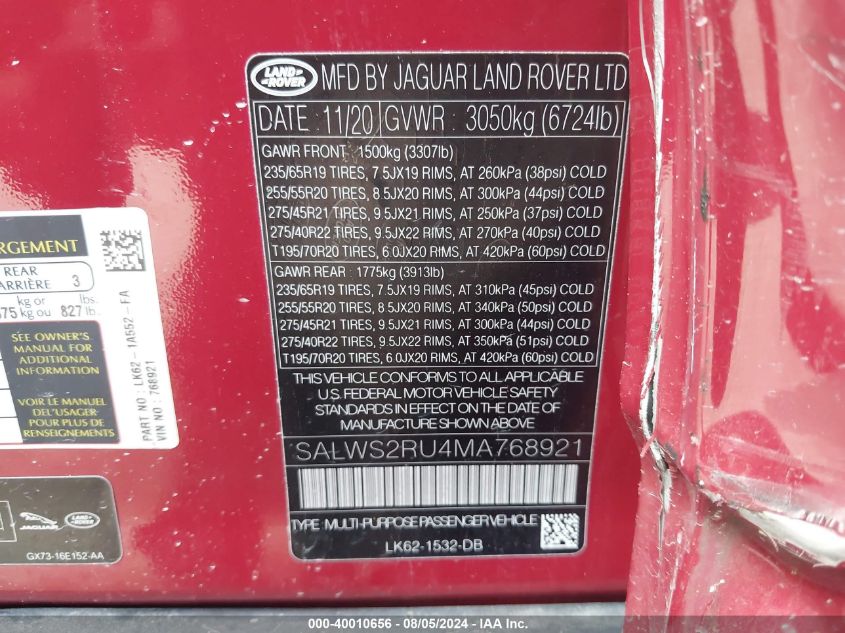 LAND ROVER
MFD BY JAGUAR LAND ROVER LTD
DATE 11/20 GVWR 3050kg (6724lb)
GAWR FRONT 1500kg (3307lb)
235/65R19 TIRES, 7.5JX19 RIMS, AT 260kPa (38psi) COLD
255/55R20 TIRES, 8.5JX20 RIMS, AT 300kPa (44psi) COLD
275/45R21 TIRES, 9.5JX21 RIMS, AT 250kPa (37psi) COLD
275/40R22 TIRES, 9.5JX22 RIMS, AT 270kPa (40psi) COLD
T195/70R20 TIRES, 6.0JX20 RIMS, AT 420kPa (60psi) COLD
GAWR REAR 1775kg (3913lb)
235/65R19 TIRES, 7.5JX19 RIMS, AT 310kPa (45psi) COLD
255/55R20 TIRES, 8.5JX20 RIMS, AT 340kPa (50psi) COLD
275/45R21 TIRES, 9.5JX21 RIMS, AT 300kPa (44psi) COLD
275/40R22 TIRES, 9.5JX22 RIMS, AT 350kPa (51psi) COLD
T195/70R20 TIRES, 6.0JX20 RIMS, AT 420kPa (60psi) COLD
THIS VEHICLE CONFORMS TO ALL APPLICABLE
U.S. FEDERAL MOTOR VEHICLE SAFETY
STANDARDS IN EFFECT ON THE DATE OF
MANUFACTURE SHOWN ABOVE
SALWS2RU4MA768921
TYPE MULTI-PURPOSE PASSENGER VEHICLE
LK62-1532-DB
RGEMENT
REAR
ARRIÈRE 3
kg or lbs.
375 kg ou 827 lb.
SEE OWNER'S
MANUAL FOR
ADDITIONAL
INFORMATION
VOIR LE MANUEL
DE L'USAGER
POUR PLUS DE
RENSEIGNEMENTS
PART NO : LK62-1A552-FA
VIN NO : 768921
JAGUAR
LAND ROVER
GX73-16E152-AA
000-40010656 - 08/05/2024 - IAA Inc.